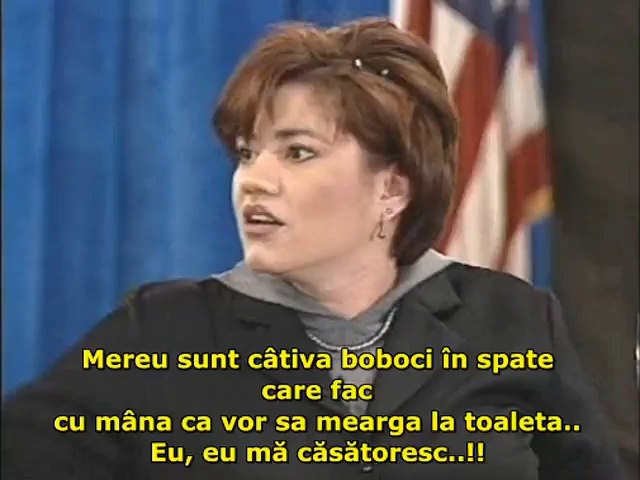 Mereu sunt câtiva boboci în spate
care fac
cu mâna ca vor sa mearga la toaleta..
Eu, eu mă căsătoresc..!!